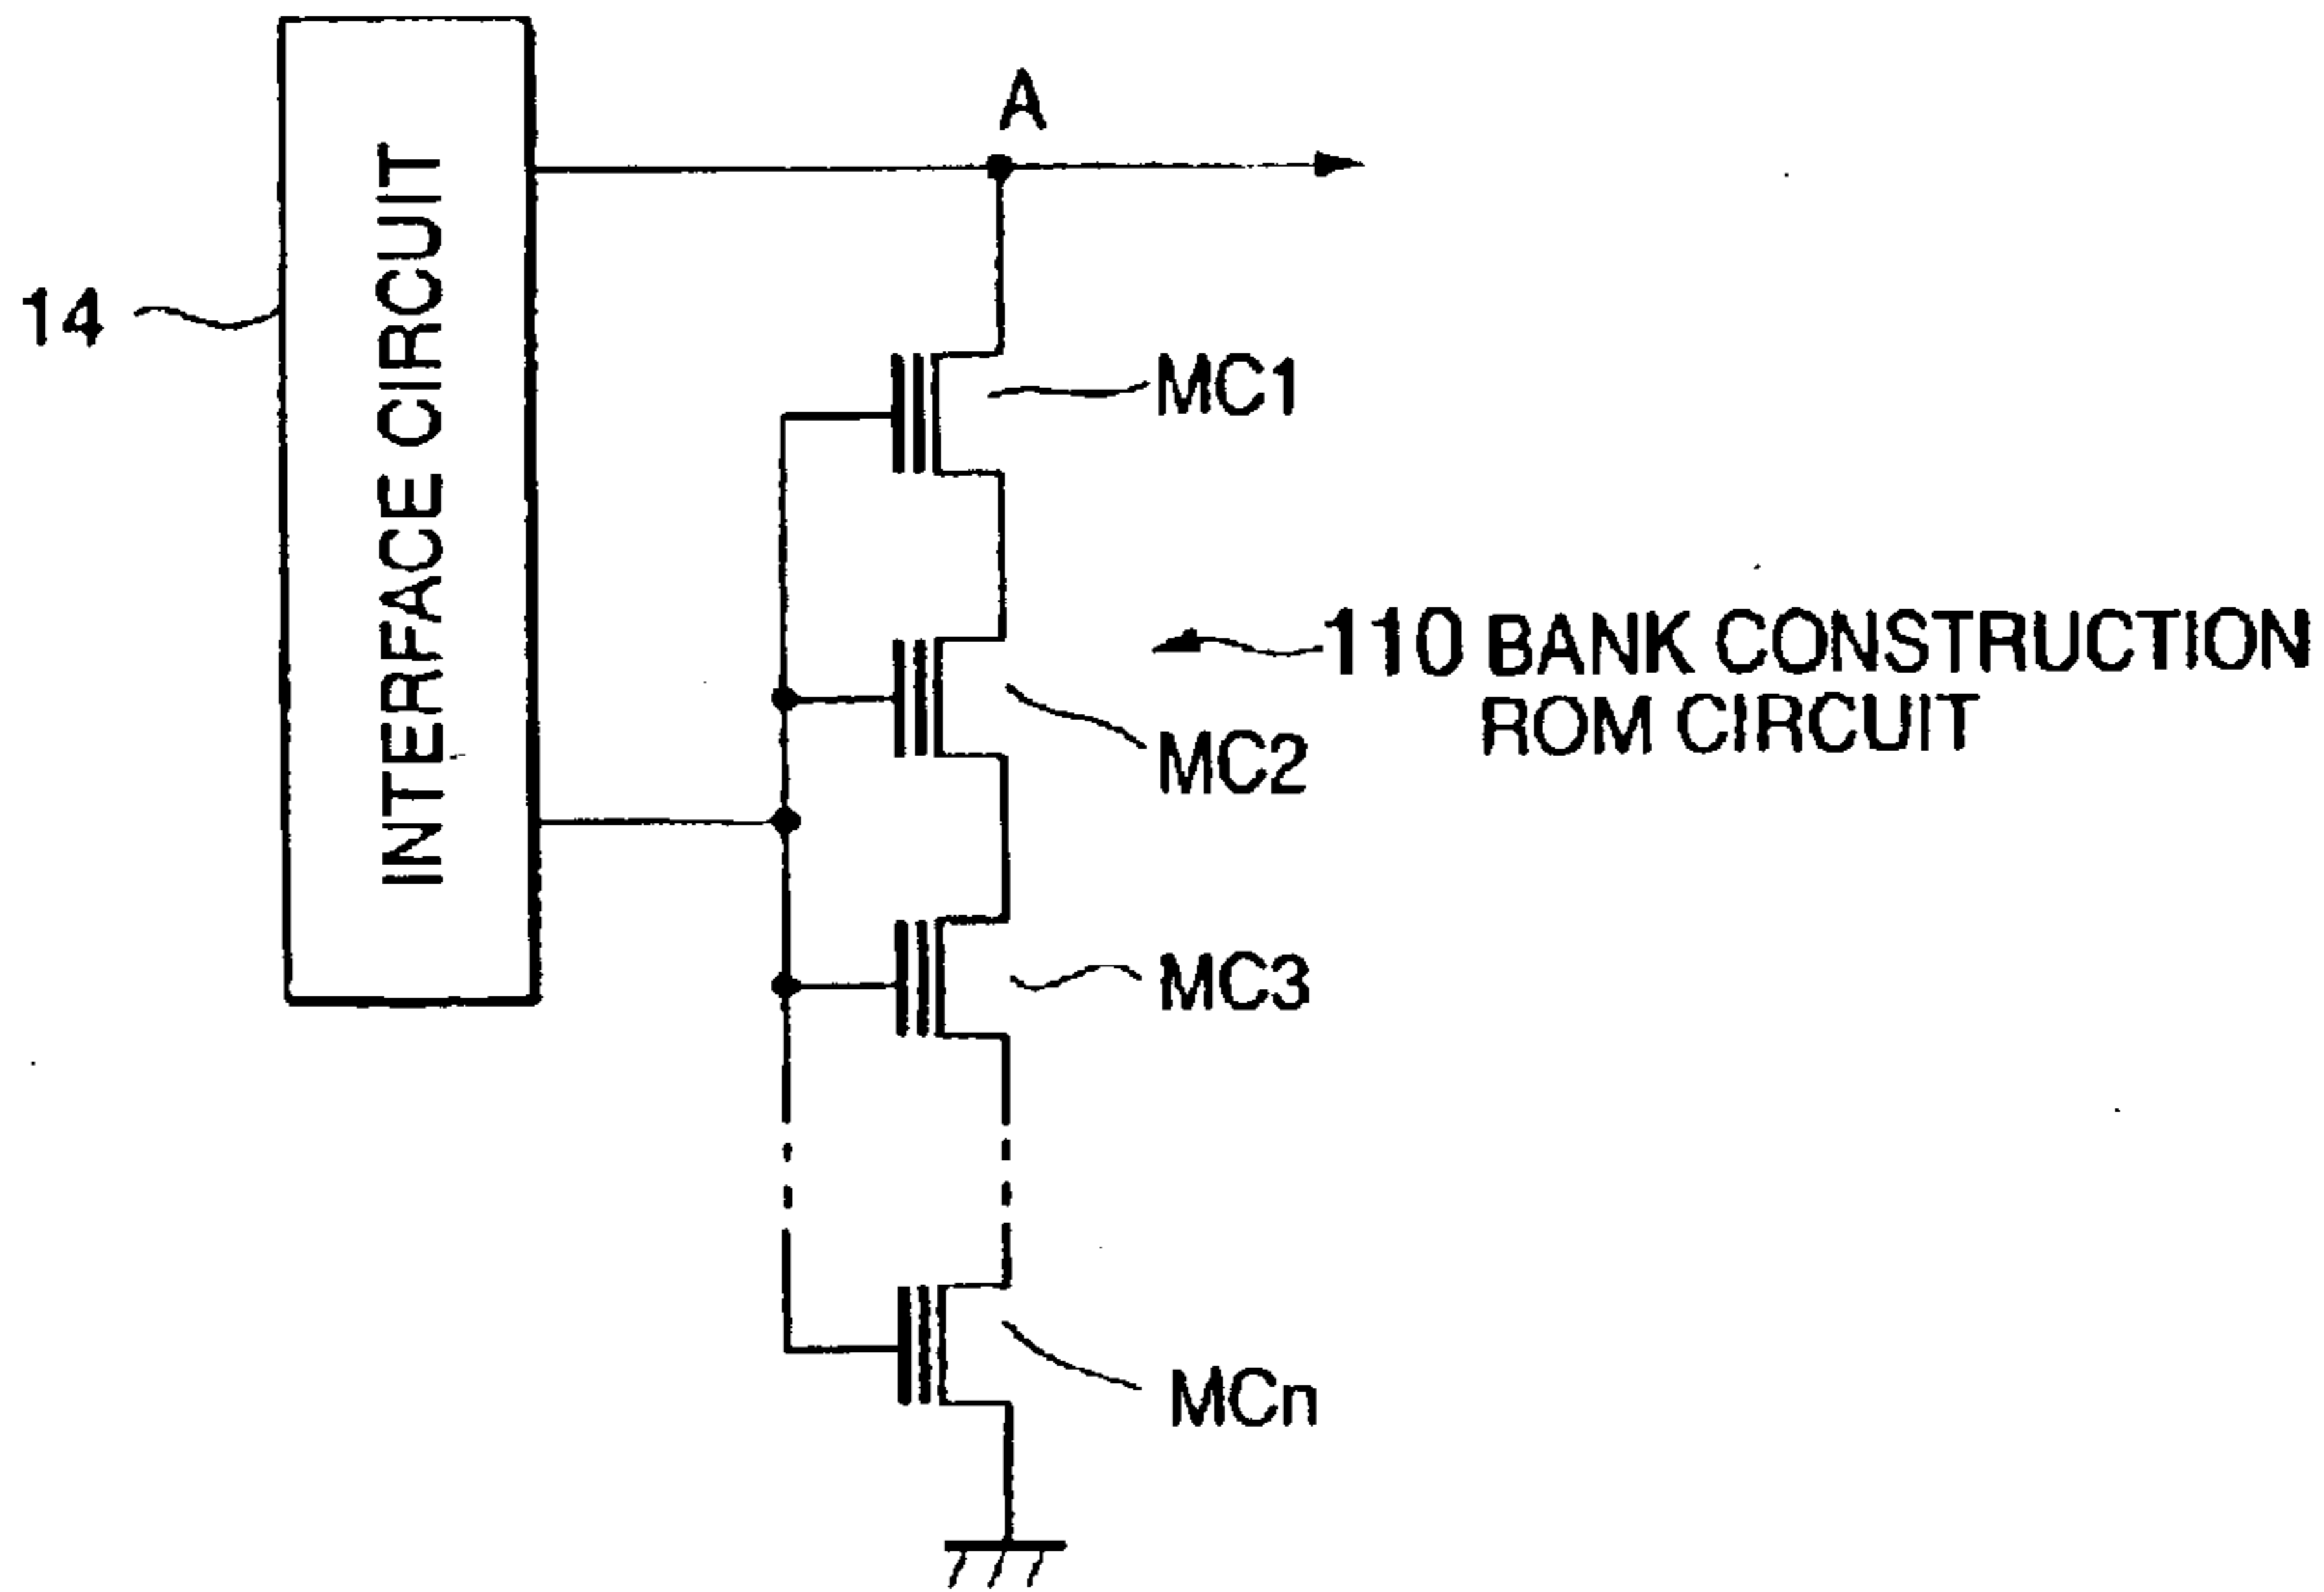 A
INTERFACE CIRCUIT
14
MC1
110 BANK CONSTRUCTION
ROM CIRCUIT
MC2
MC3
MCn